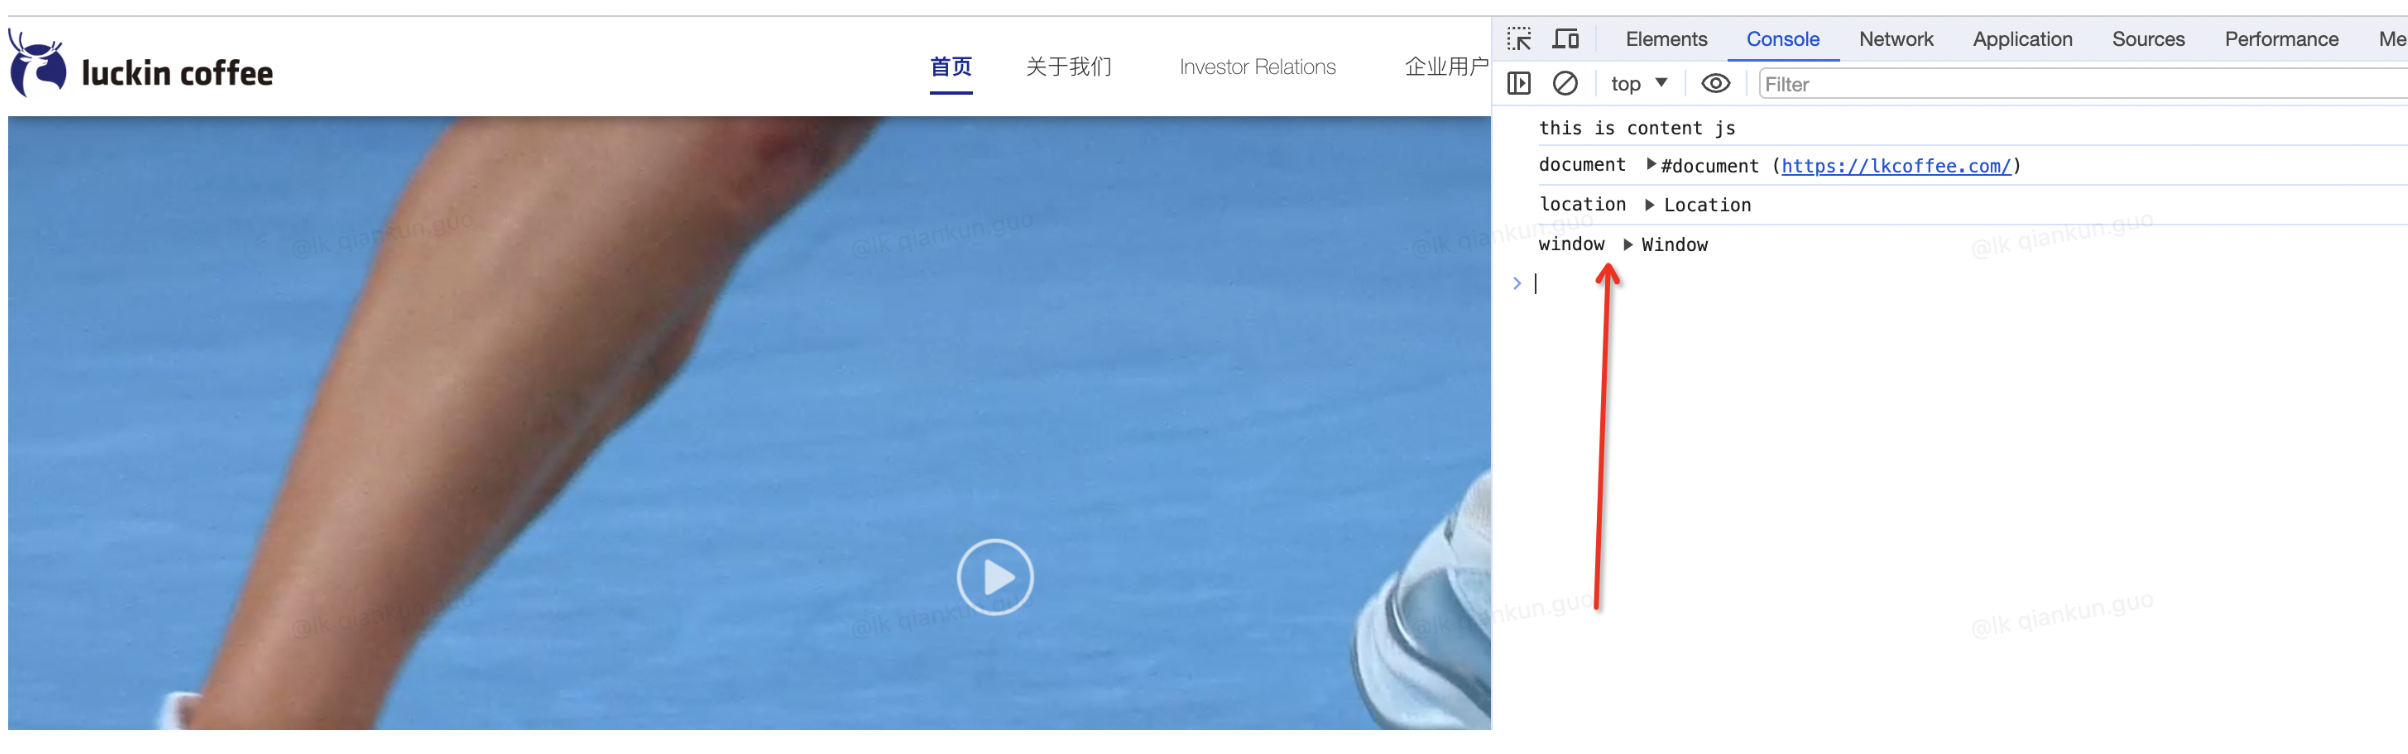 luckin coffee
首页 关于我们 Investor Relations 企业用户
Elements Console Network Application Sources Performance Me
top Filter
this is content js
document #document (https://lkcoffee.com/)
location Location
window Window
@lk qiankun.guo @lk qiankun.guo @lk qiankun.guo @lk qiankun.guo
@lk qiankun.guo @lk qiankun.guo @lk qiankun.guo @lk qiankun.guo